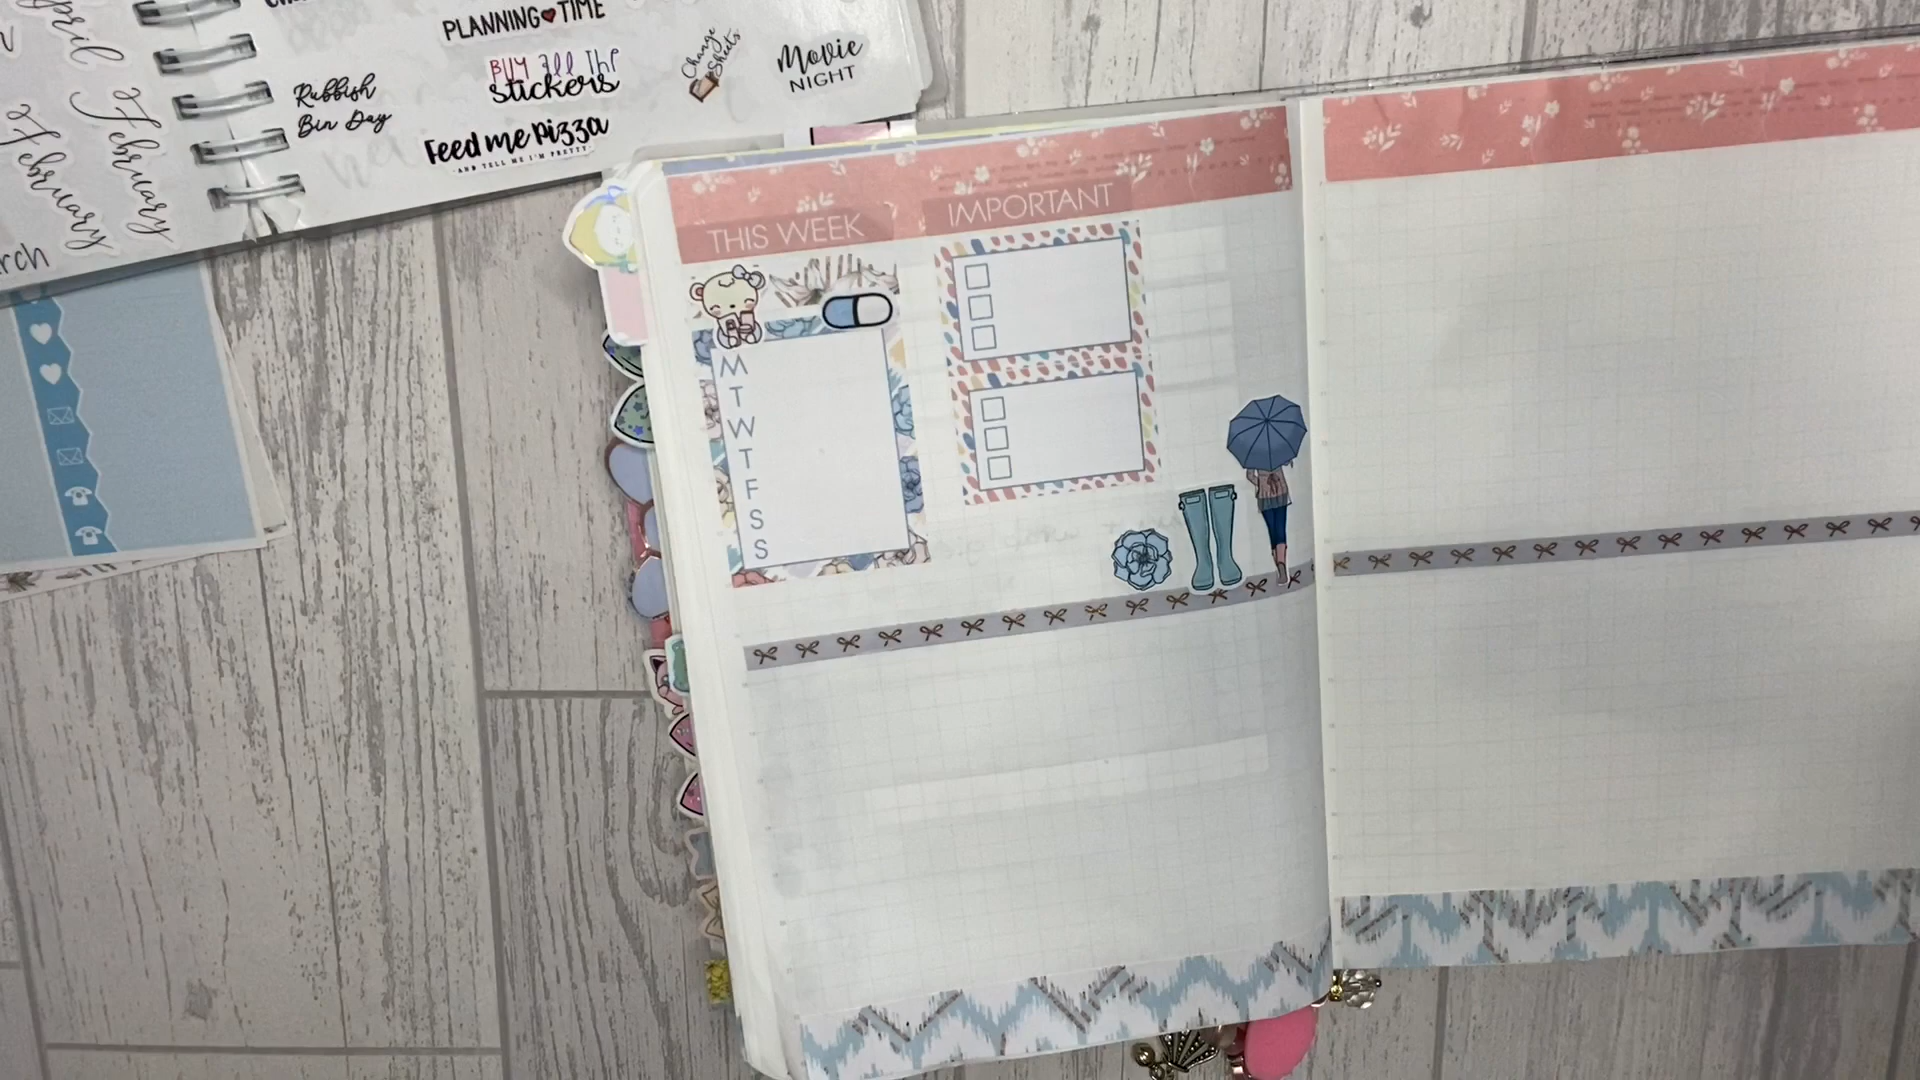 April
February
February
PLANNING TIME
BUY all THE
stickers
Change
Sheets
Movie
NIGHT
Rubbish
Bin Day
Feed me Pizza
AND TELL ME I'M PRETTY
THIS WEEK
IMPORTANT
M
T
W
T
F
S
S